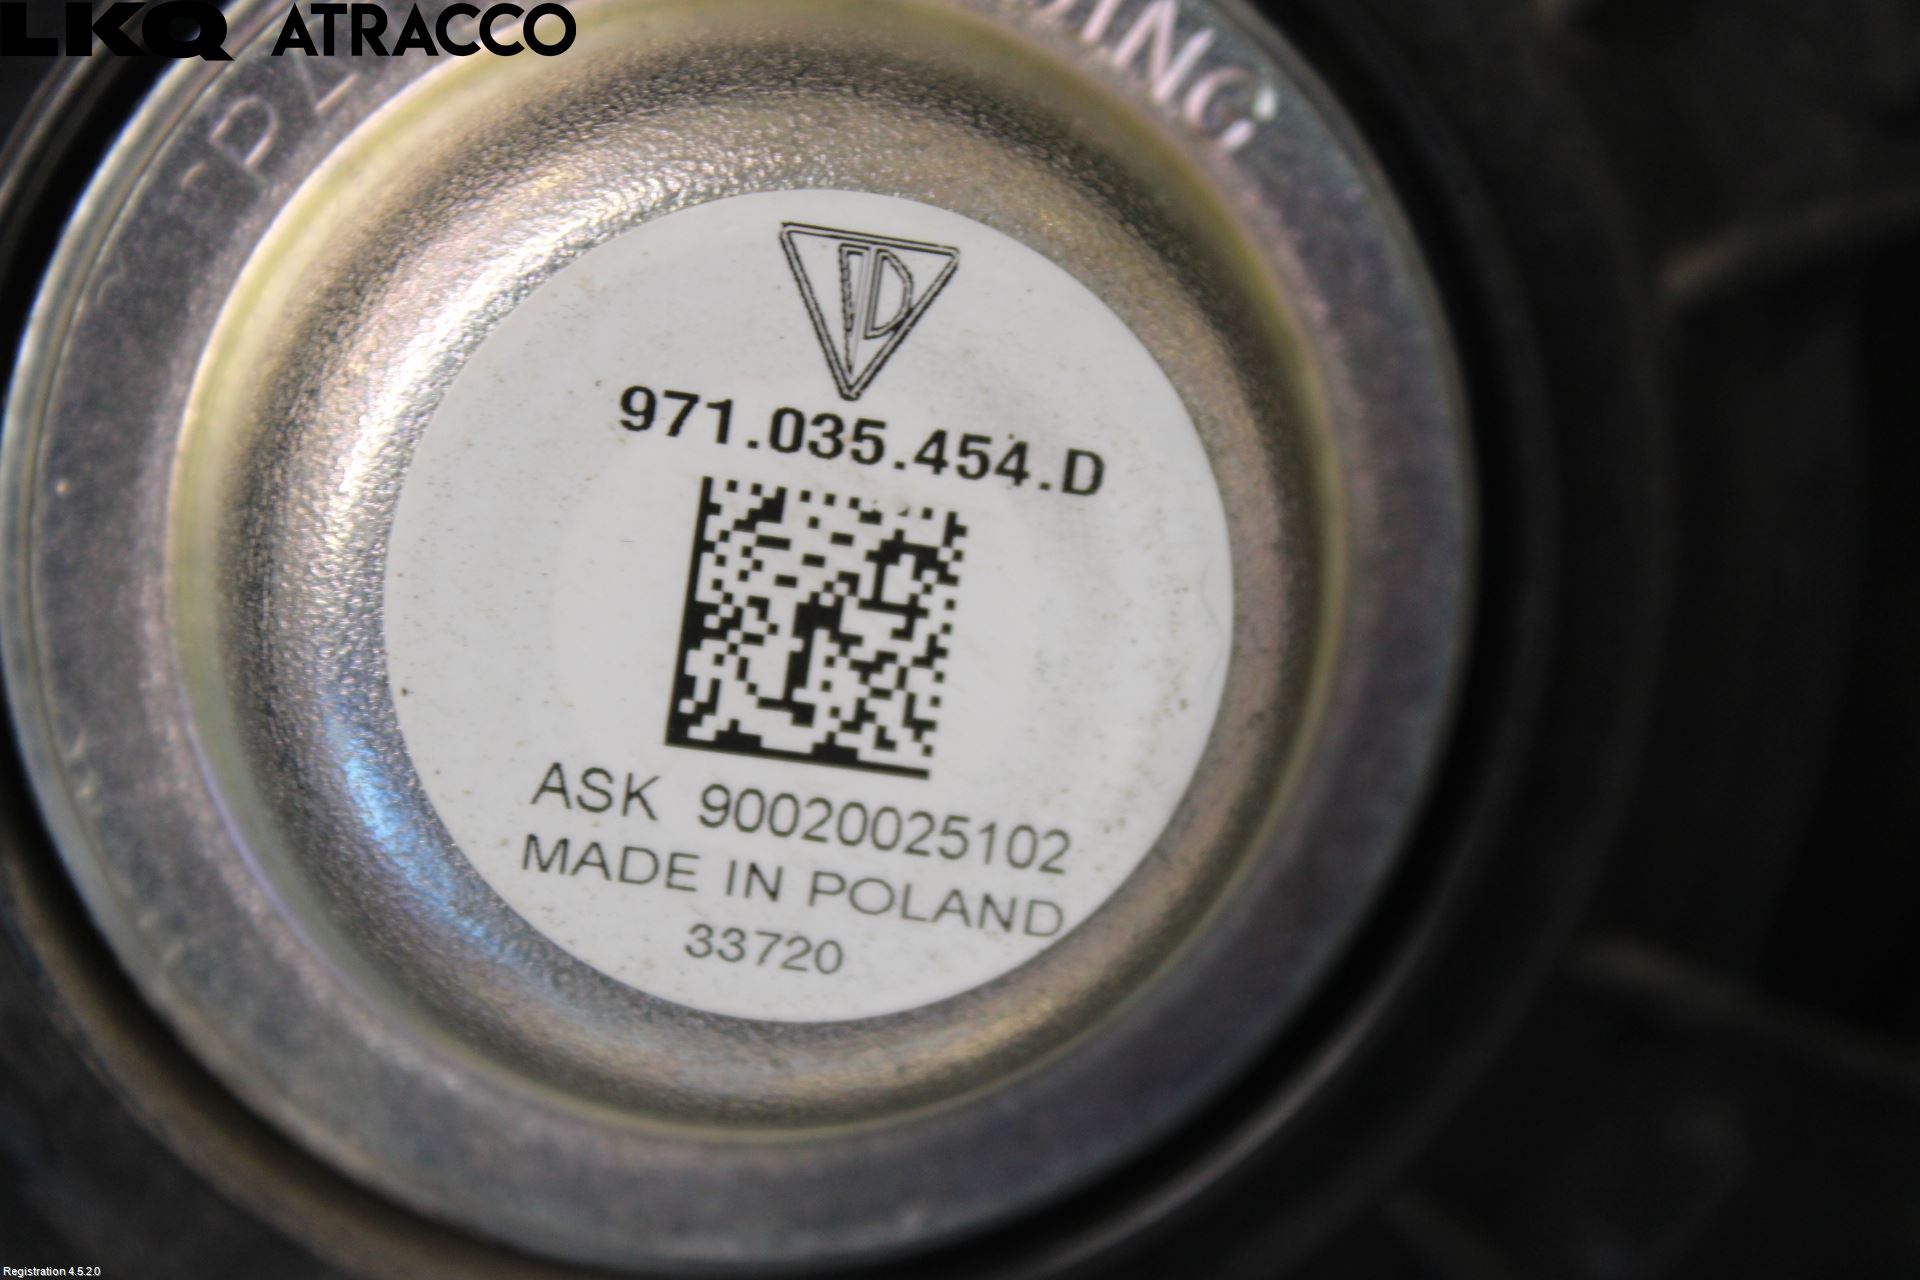 LKQ ATRACCO
971.035.454.D
ASK 90020025102
MADE IN POLAND
33720
Registration 4.5.2.0